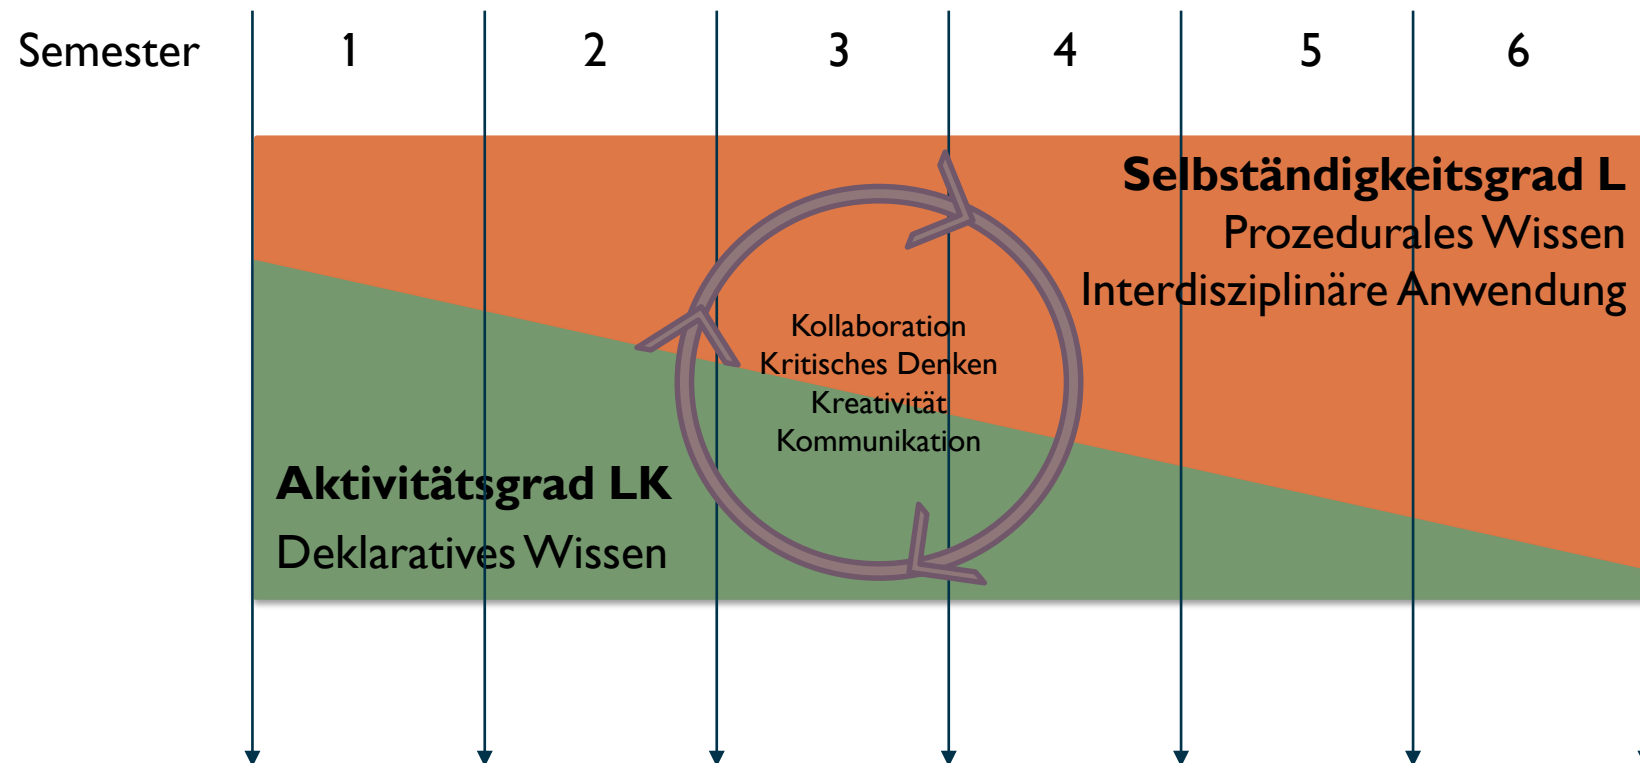 Semester 1 2 3 4 5 6
Selbständigkeitsgrad L
Prozedurales Wissen
Interdisziplinäre Anwendung
Kollaboration
Kritisches Denken
Kreativität
Kommunikation
Aktivitätsgrad LK
Deklaratives Wissen